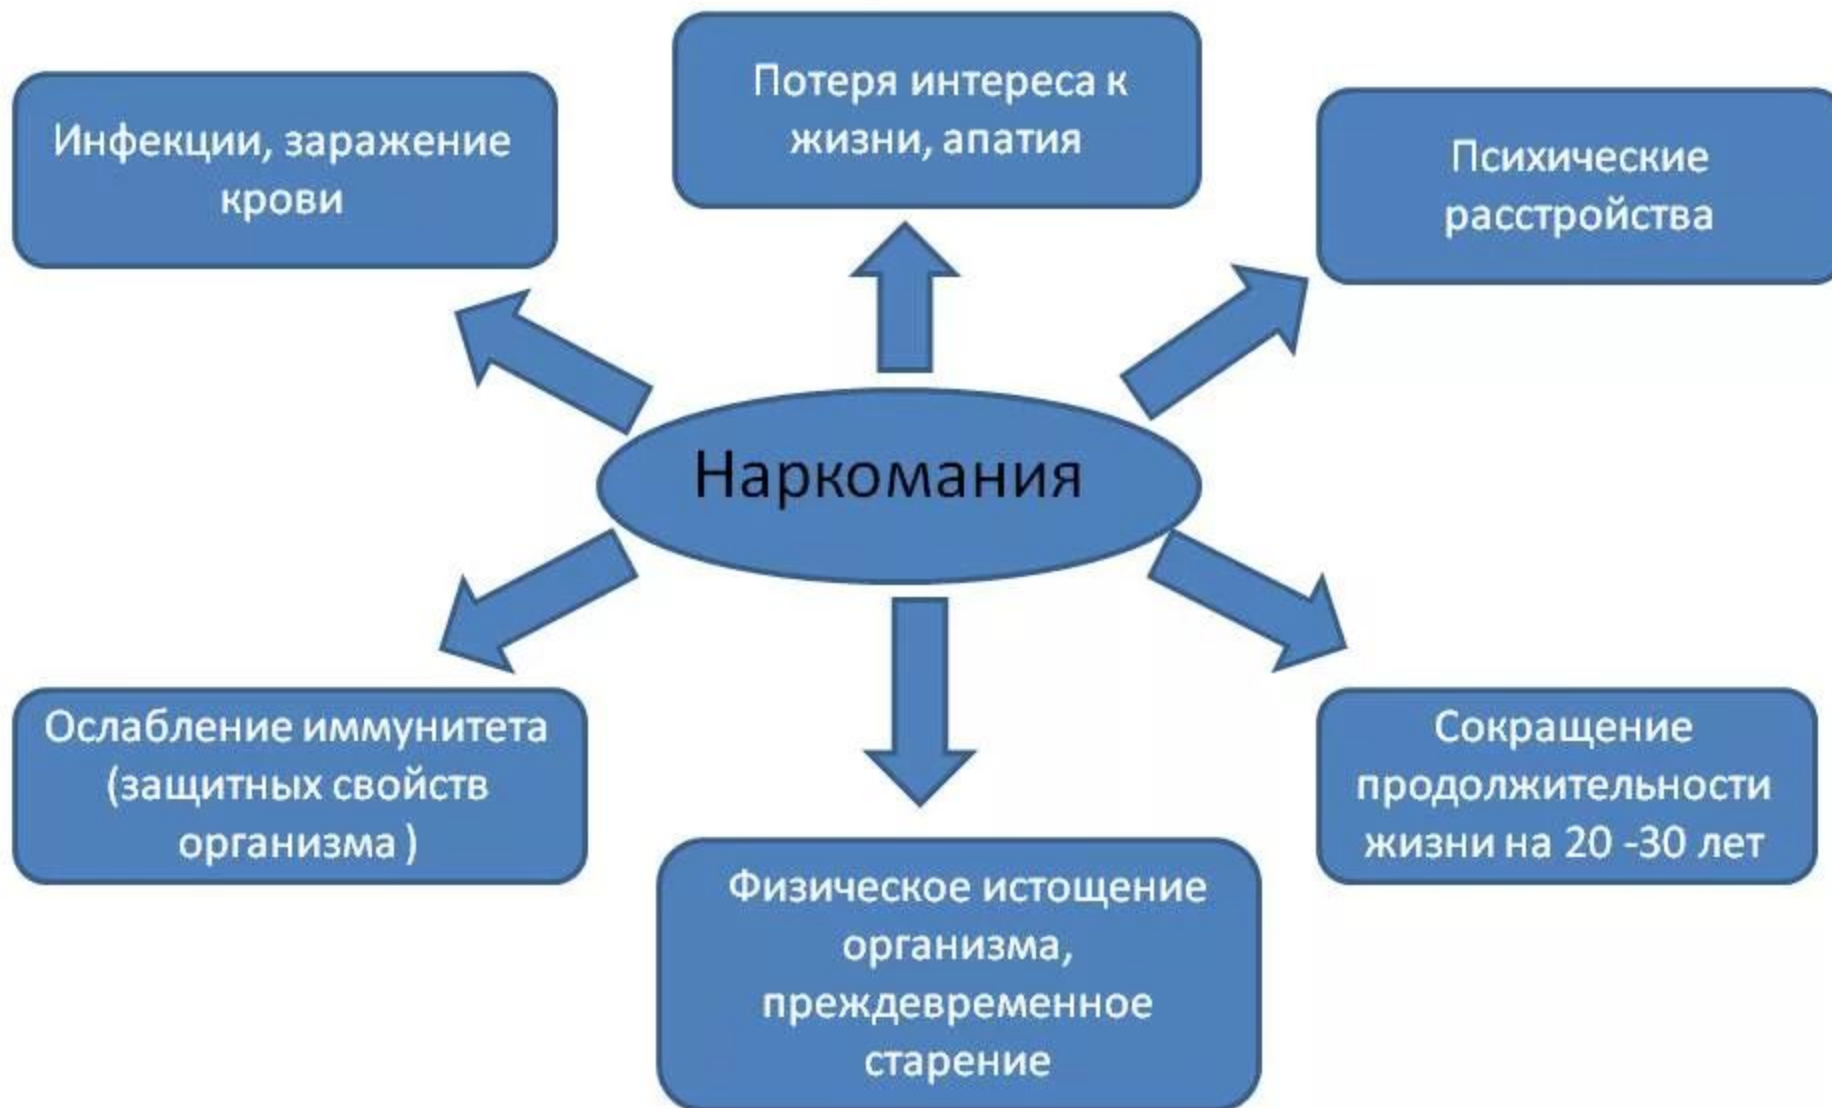 Потеря интереса к
жизни, апатия
Инфекции, заражение
крови
Психические
расстройства
Наркомания
Ослабление иммунитета
(защитных свойств
организма )
Сокращение
продолжительности
жизни на 20 -30 лет
Физическое истощение
организма,
преждевременное
старение